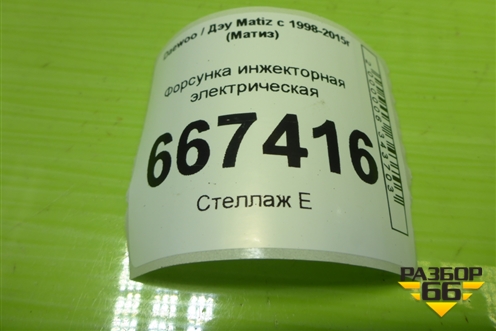 Daewoo / Дэу Matiz с 1998-2015г
(Матиз)
Форсунка инжекторная
электрическая
667416
Стеллаж Е
РАЗБОР
66